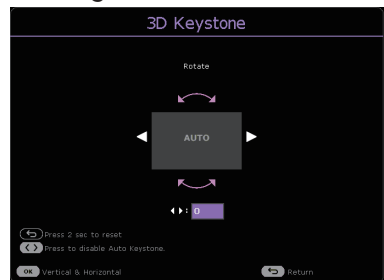 3D Keystone
Rotate
AUTO
: 0
Press 2 sec to reset
Press to disable Auto Keystone.
OK Vertical & Horizontal
Return